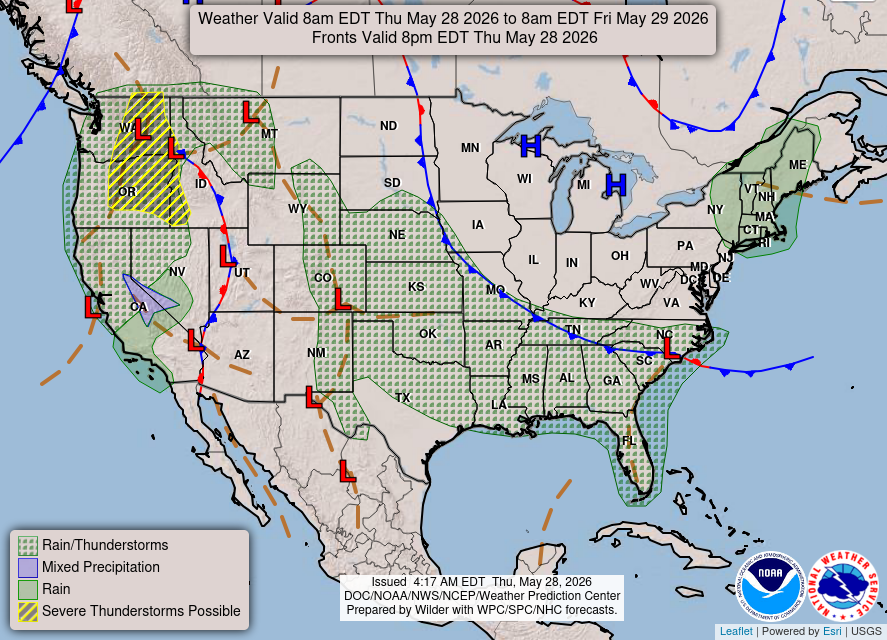 Weather Valid 8am EDT Thu May 28 2026 to 8am EDT Fri May 29 2026
Fronts Valid 8pm EDT Thu May 28 2026
L
L
L
L
H
H
L
L
L
L
L
L
L
WA
MT
ND
MN
OR
ID
WY
SD
WI
MI
ME
VT
NH
NY
MA
CT
RI
NV
UT
CO
NE
IA
IL
IN
OH
PA
NJ
MD
DE
DC
WV
VA
CA
KS
MO
KY
AZ
NM
OK
AR
TN
NC
SC
TX
LA
MS
AL
GA
FL
Rain/Thunderstorms
Mixed Precipitation
Rain
Severe Thunderstorms Possible
Issued 4:17 AM EDT Thu, May 28, 2026
DOC/NOAA/NWS/NCEP/Weather Prediction Center
Prepared by Wilder with WPC/SPC/NHC forecasts.
NOAA
NATIONAL WEATHER SERVICE
Leaflet | Powered by Esri | USGS